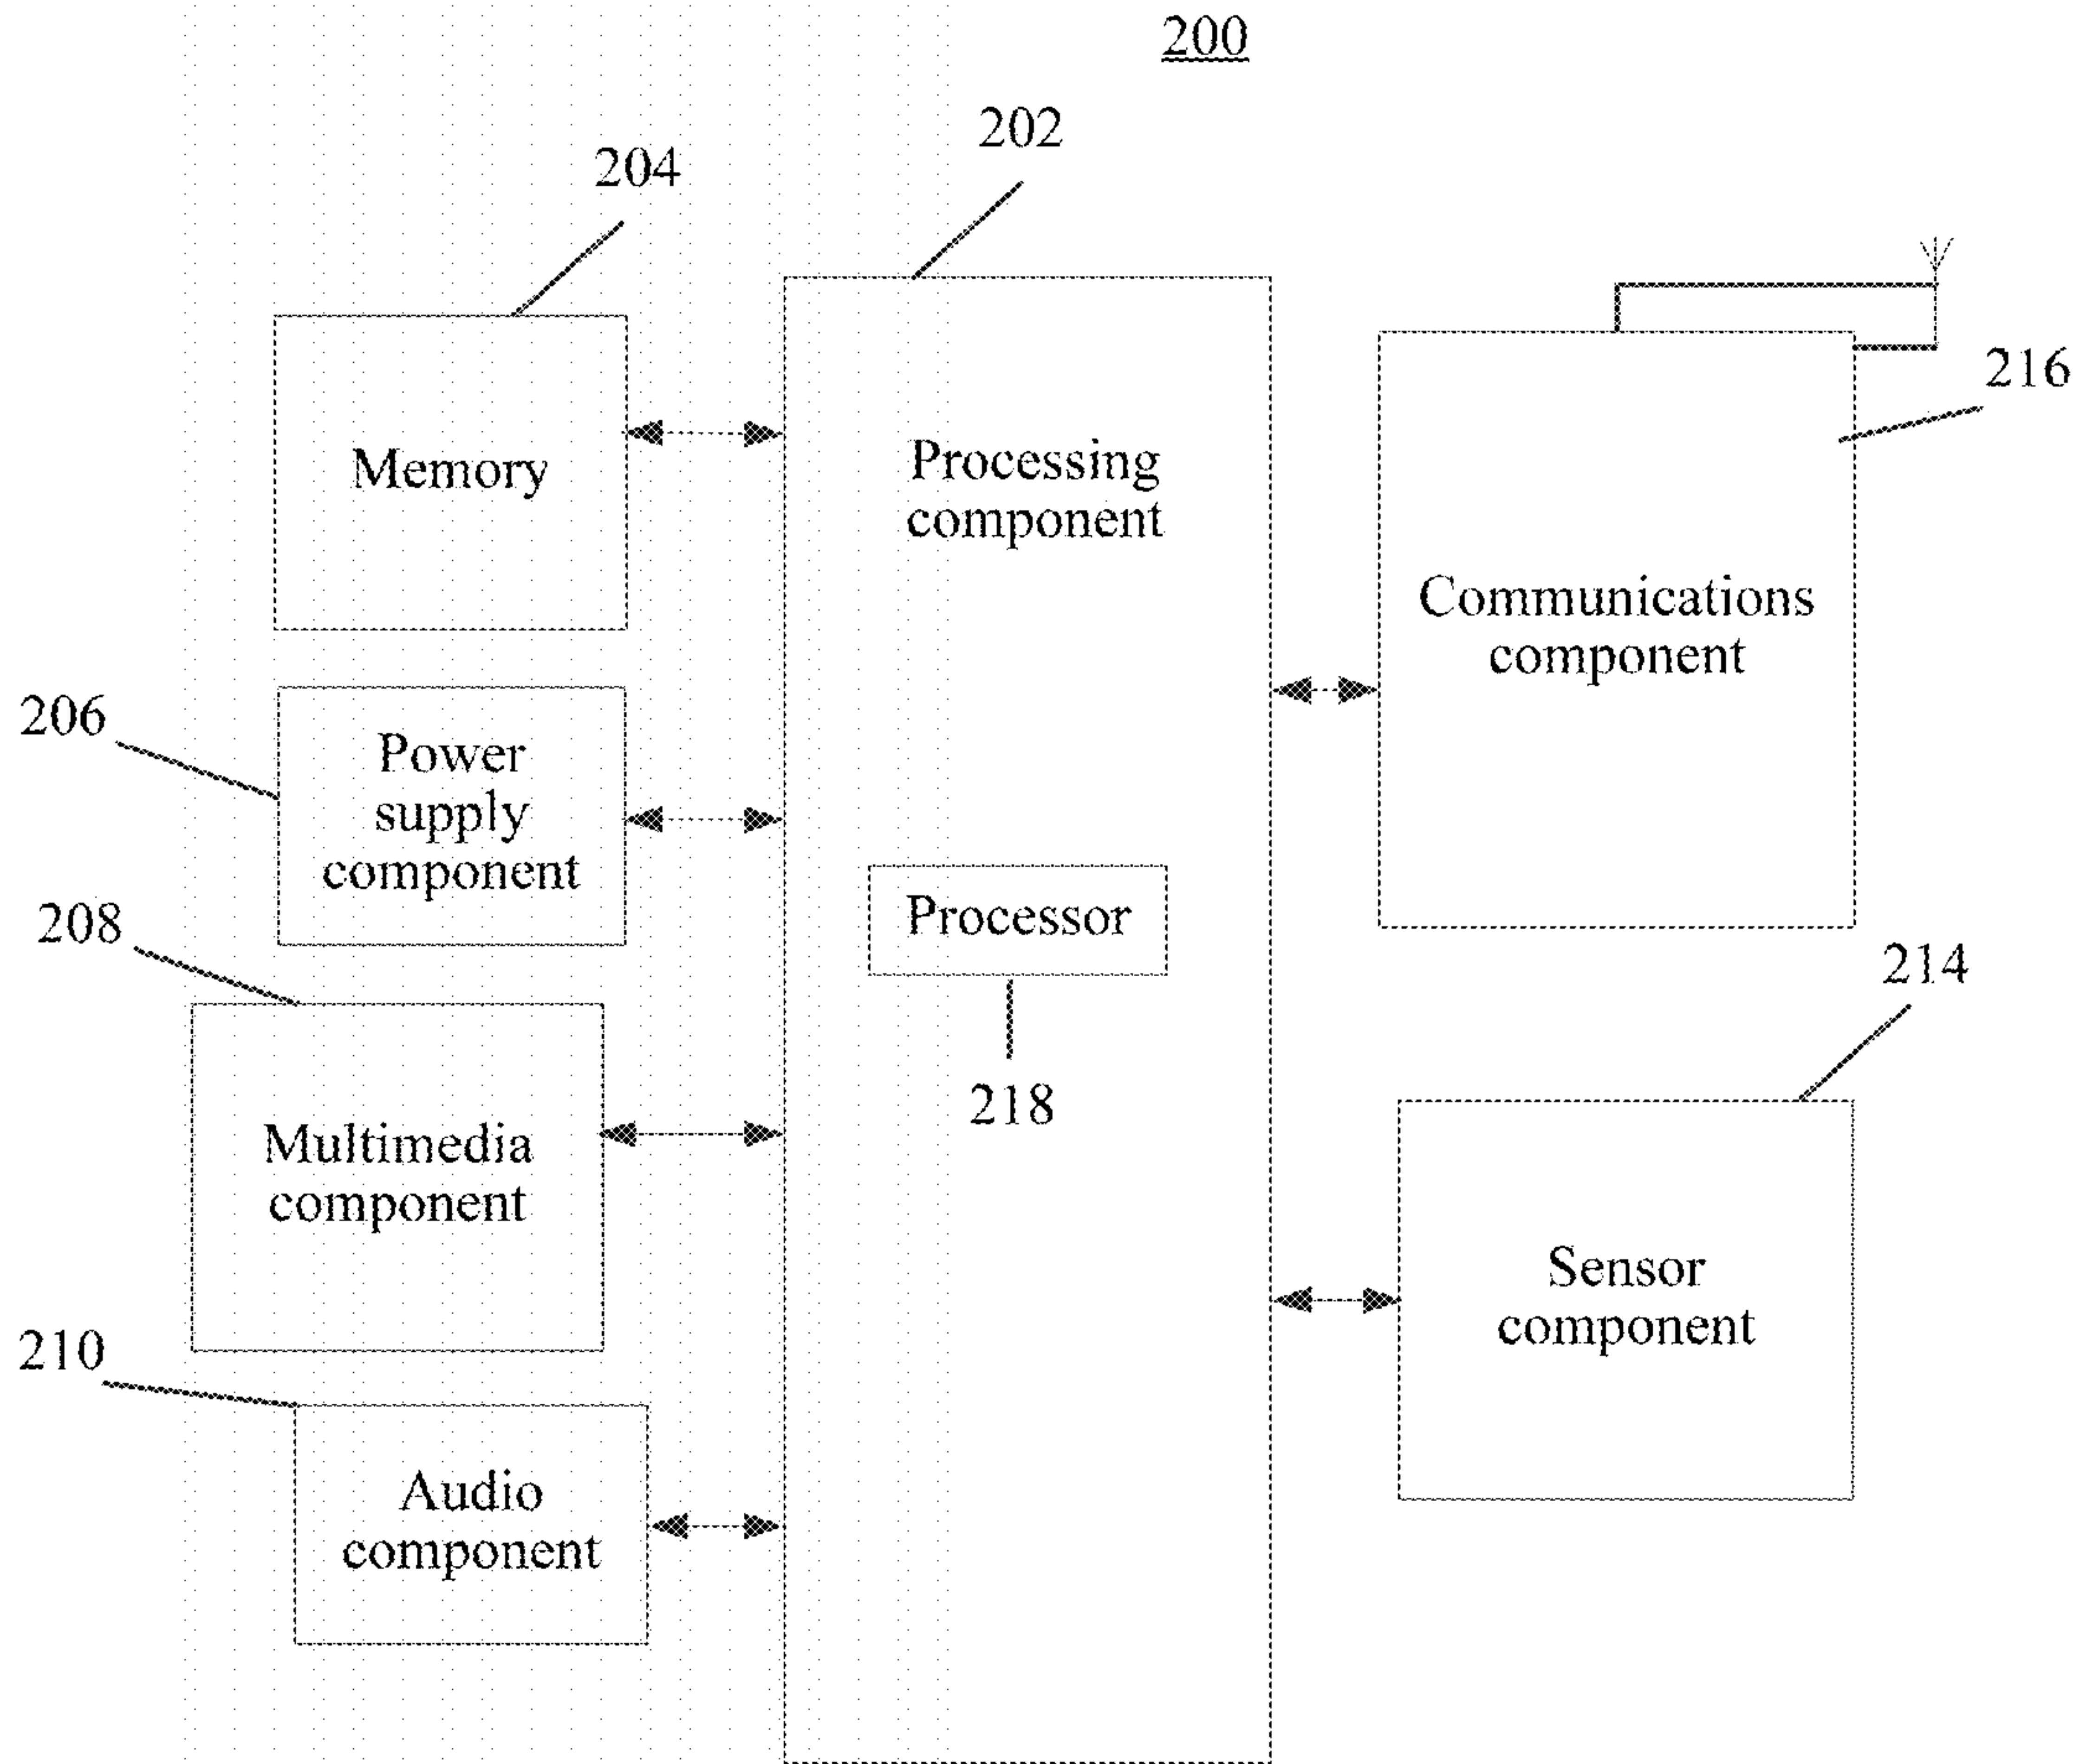 200
202
204
Memory
Processing
component
216
Communications
component
206
Power
supply
component
Processor
208
218
214
Multimedia
component
Sensor
component
210
Audio
component